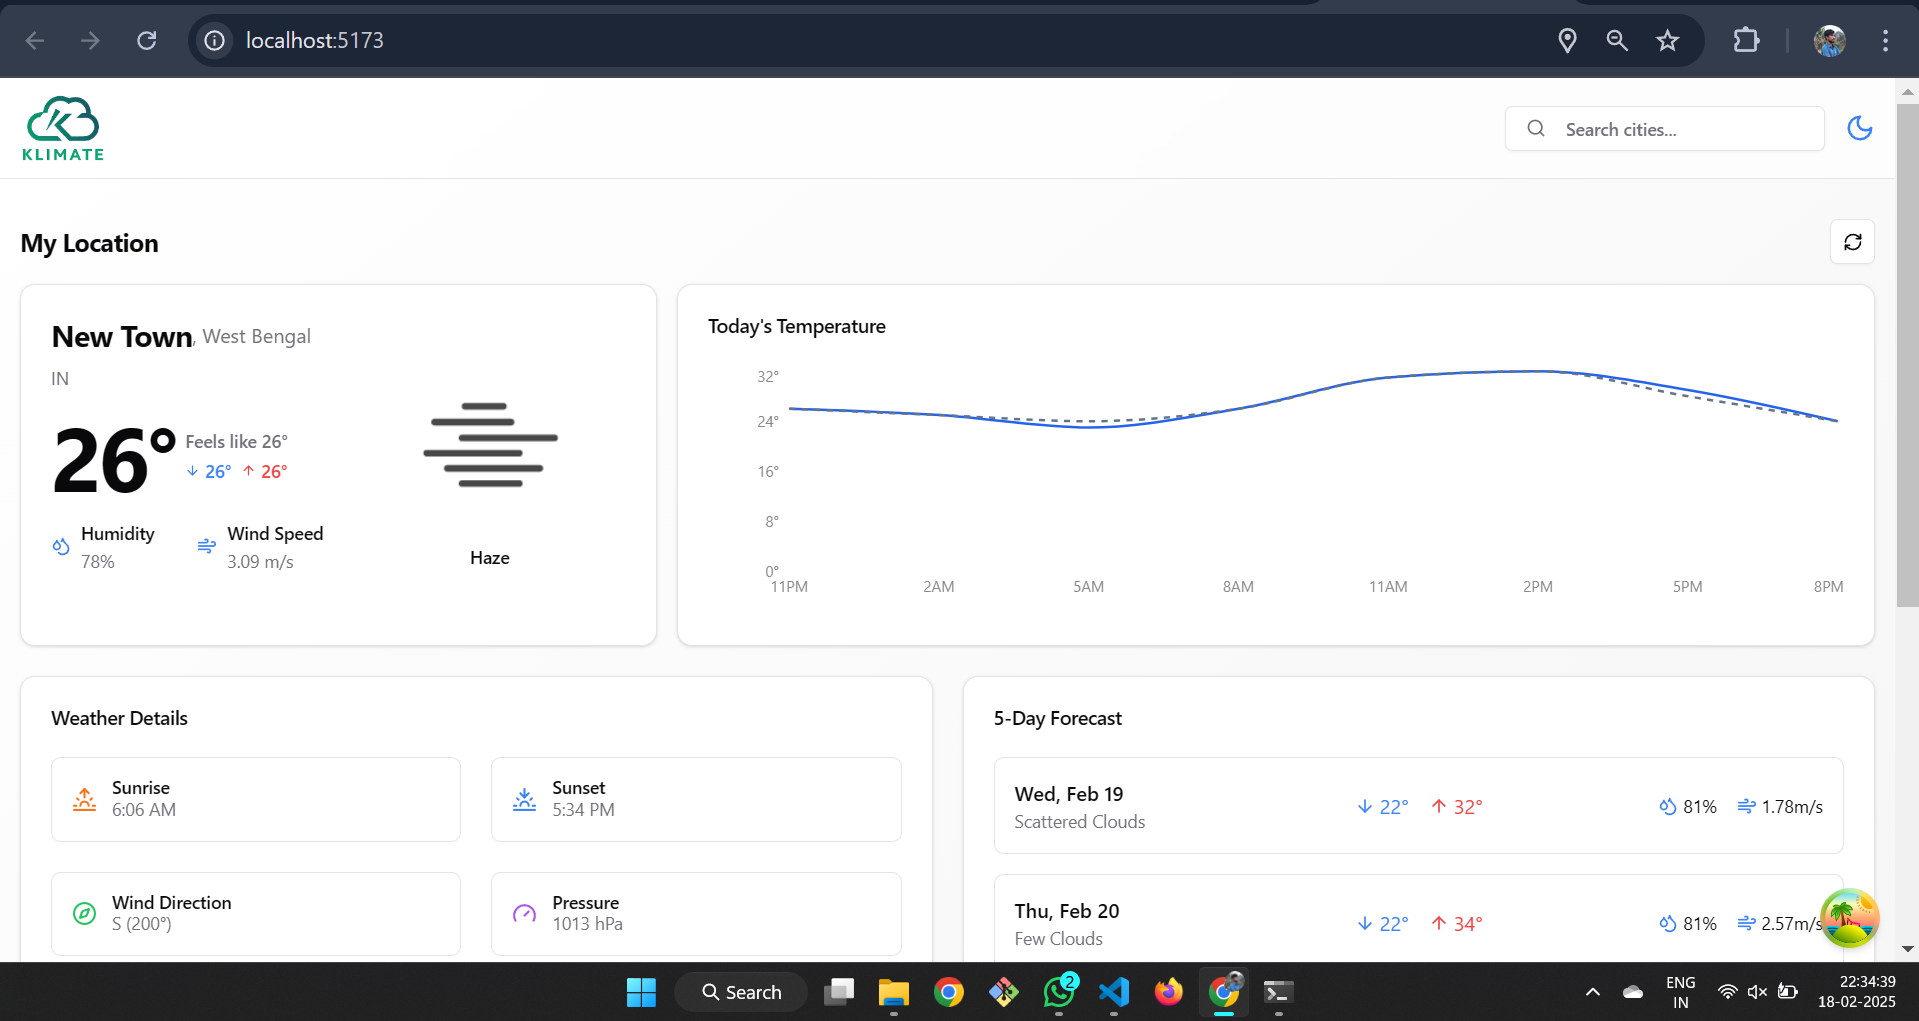 localhost:5173
KLIMATE
Search cities...
My Location
New Town, West Bengal
IN
26°
Feels like 26°
26° 26°
Humidity
78%
Wind Speed
3.09 m/s
Haze
Today's Temperature
32°
24°
16°
8°
0°
11PM 2AM 5AM 8AM 11AM 2PM 5PM 8PM
Weather Details
Sunrise
6:06 AM
Sunset
5:34 PM
Wind Direction
S (200°)
Pressure
1013 hPa
5-Day Forecast
Wed, Feb 19
Scattered Clouds
22° 32° 81% 1.78m/s
Thu, Feb 20
Few Clouds
22° 34° 81% 2.57m/s
Search
2
ENG
IN
22:34:39
18-02-2025